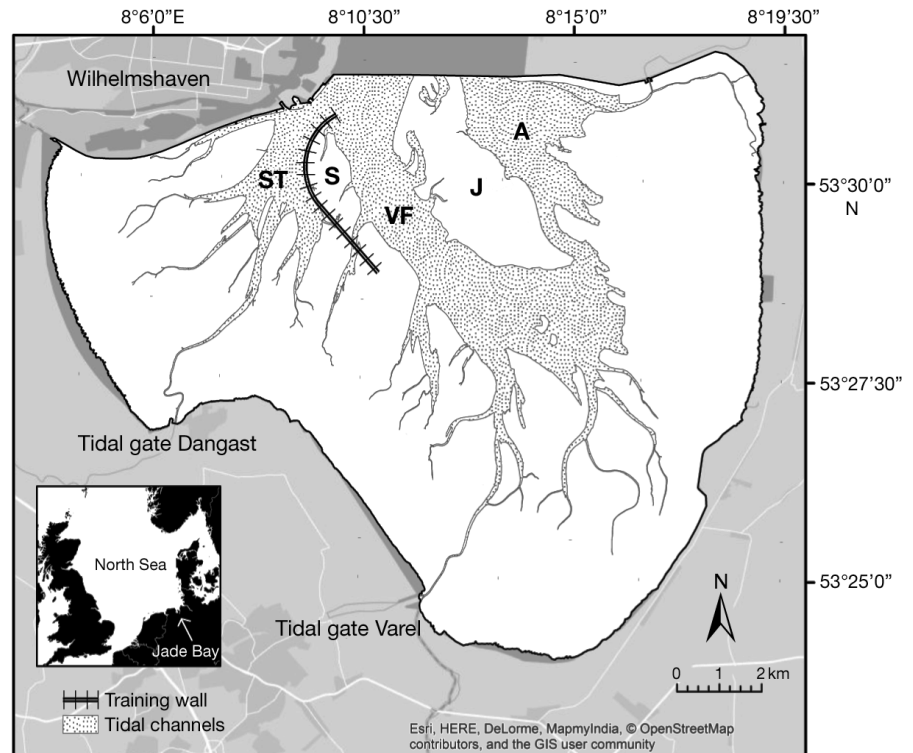 8°6'0”E
8°10'30”
8°15'0”
8°19'30”
Wilhelmshaven
A
ST
S
J
VF
53°30'0”
N
53°27'30”
Tidal gate Dangast
North Sea
Jade Bay
53°25'0”
N
Tidal gate Varel
0 1 2 km
Training wall
Tidal channels
Esri, HERE, DeLorme, MapmyIndia, © OpenStreetMap
contributors, and the GIS user community